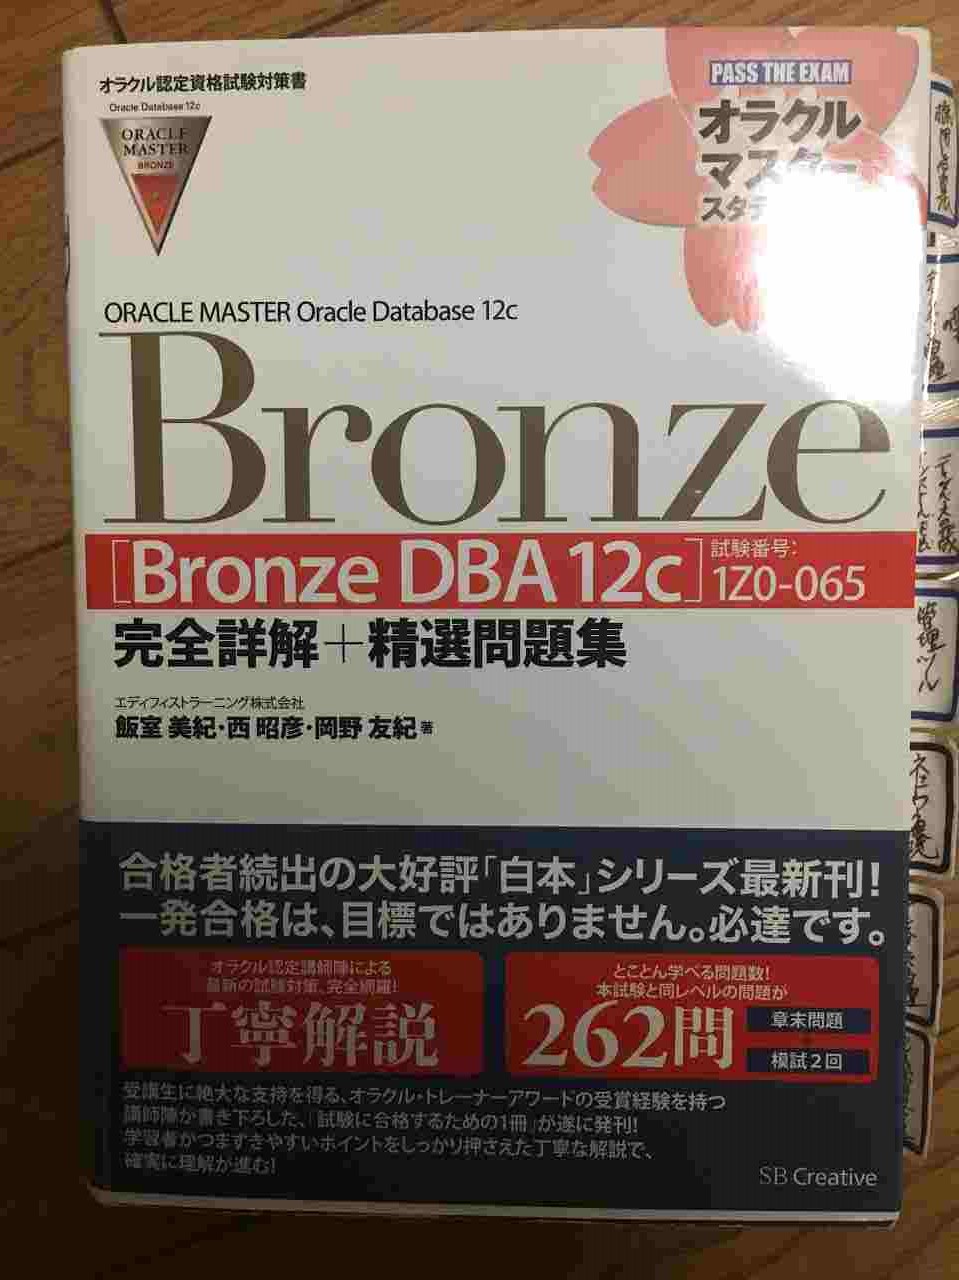 オラクル認定資格試験対策書
Oracle Database 12c
ORACLE
MASTER
BRONZE
PASS THE EXAM
オラクル
マスター
スタデ
ORACLE MASTER Oracle Database 12c
Bronze
[Bronze DBA 12c]
試験番号:
1Z0-065
完全詳解+精選問題集
エディフィストラーニング株式会社
飯室 美紀・西 昭彦・岡野 友紀 著
合格者続出の大好評「白本」シリーズ最新刊!
一発合格は、目標ではありません。必達です。
オラクル認定講師陣による
最新の試験対策、完全網羅!
丁寧解説
とことん学べる問題数!
本試験と同レベルの問題が
262問
章末問題
模試2回
受講生に絶大な支持を得る、オラクル・トレーナーアワードの受賞経験を持つ
講師陣が書き下ろした、「試験に合格するための1冊」が遂に発刊!
学習者がつまずきやすいポイントをしっかり押さえた丁寧な解説で、
確実に理解が進む!
SB Creative
管理ツール